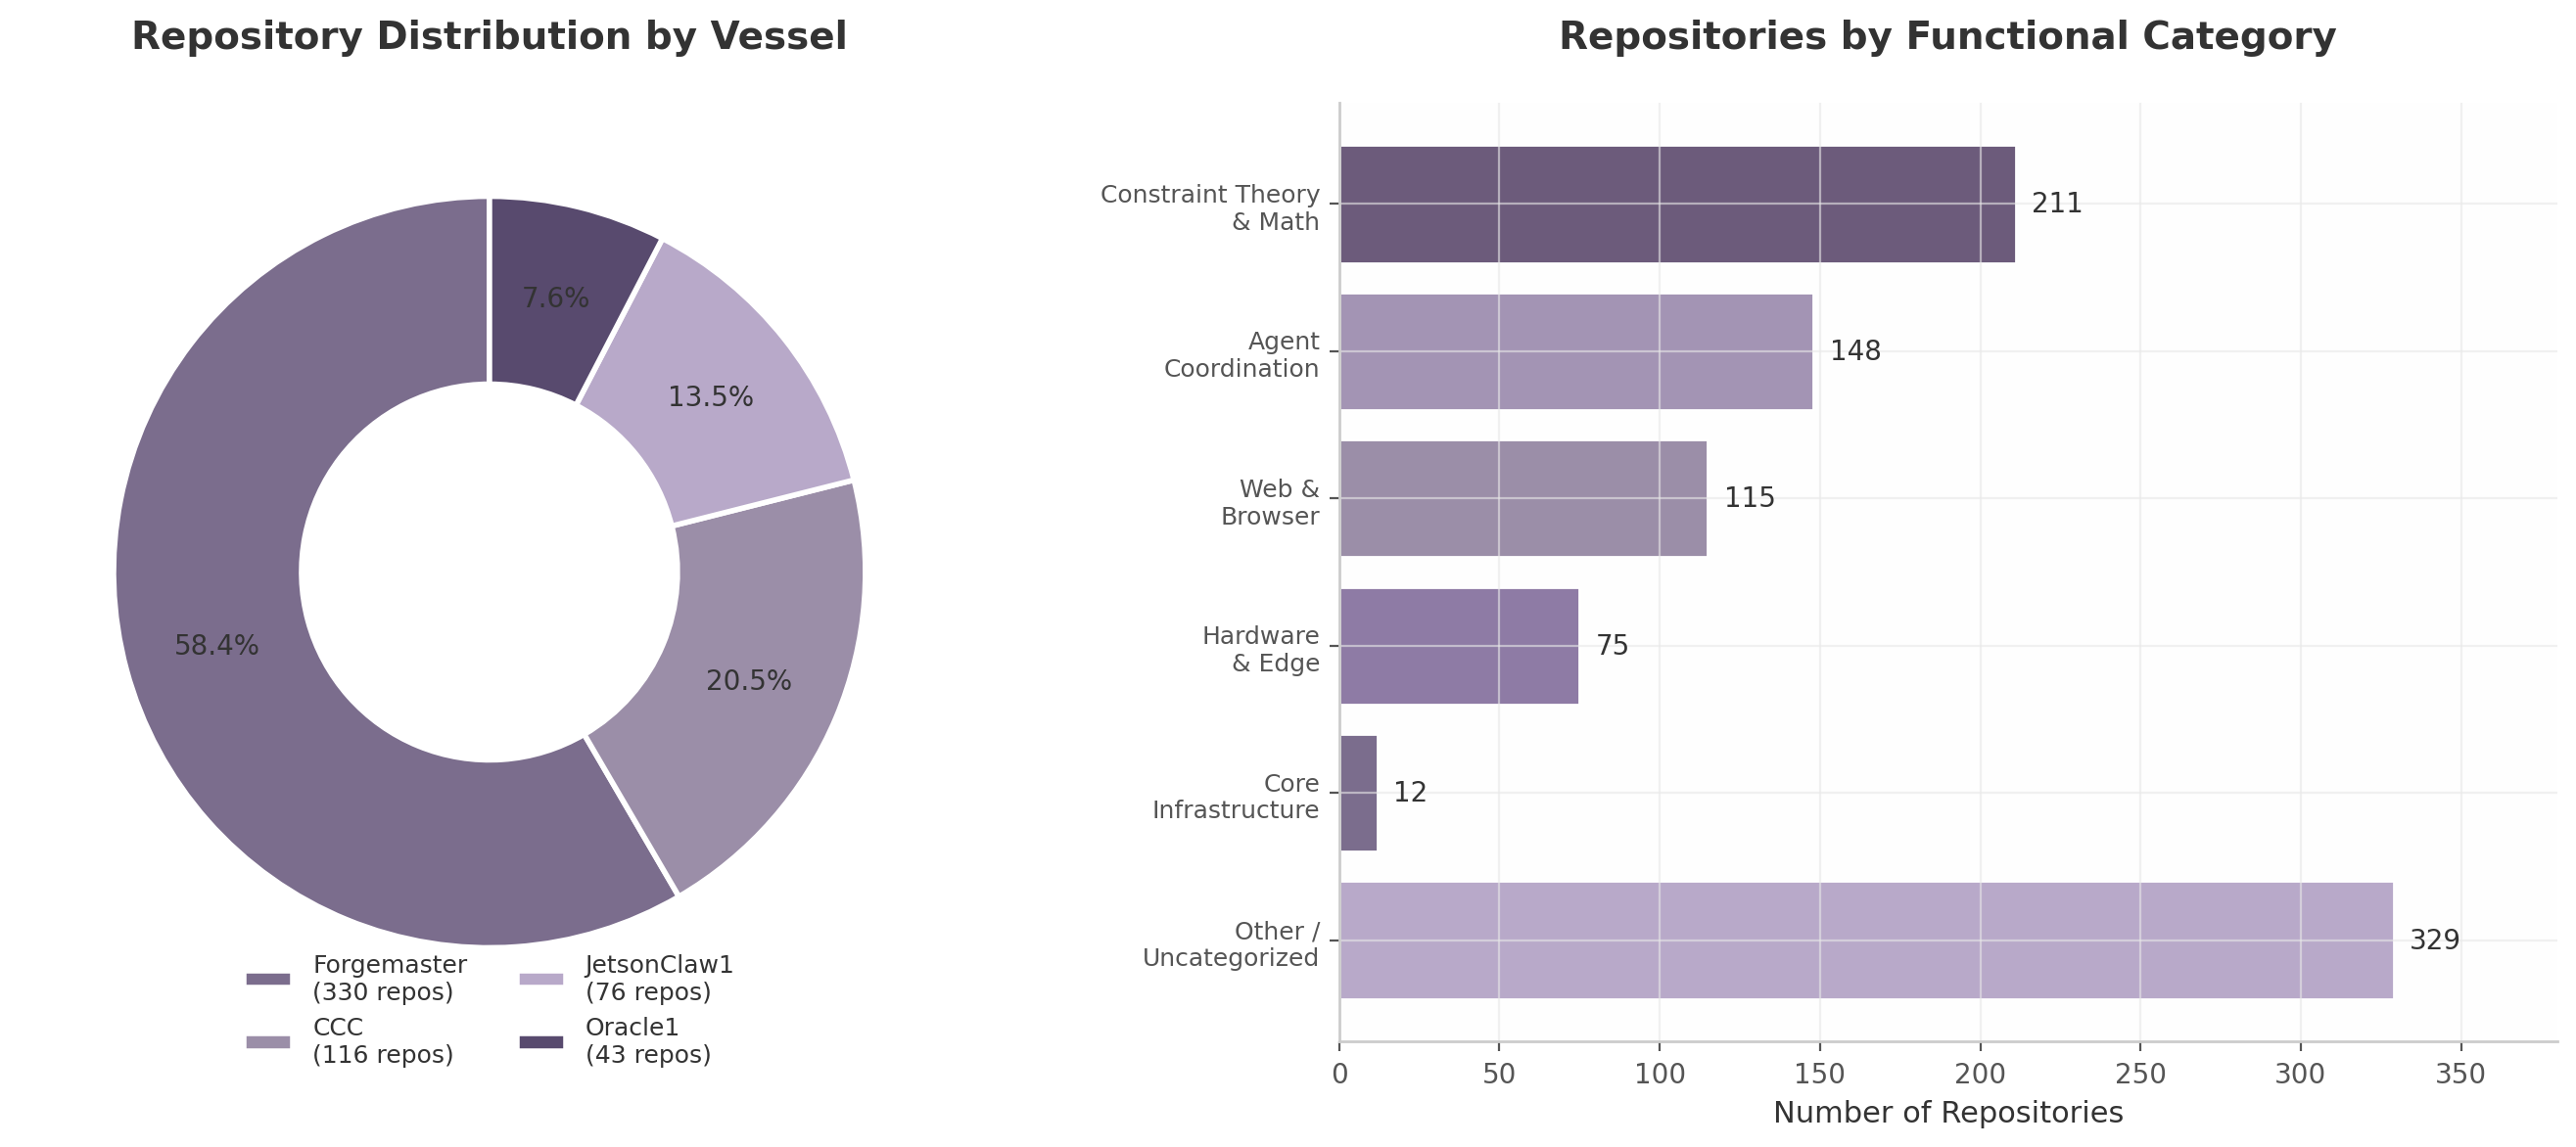 Repository Distribution by Vessel
7.6%
13.5%
58.4%
20.5%
Forgemaster
(330 repos)
CCC
(116 repos)
JetsonClaw1
(76 repos)
Oracle1
(43 repos)
Repositories by Functional Category
Constraint Theory
& Math
211
Agent
Coordination
148
Web &
Browser
115
Hardware
& Edge
75
Core
Infrastructure
12
Other /
Uncategorized
329
0 50 100 150 200 250 300 350
Number of Repositories